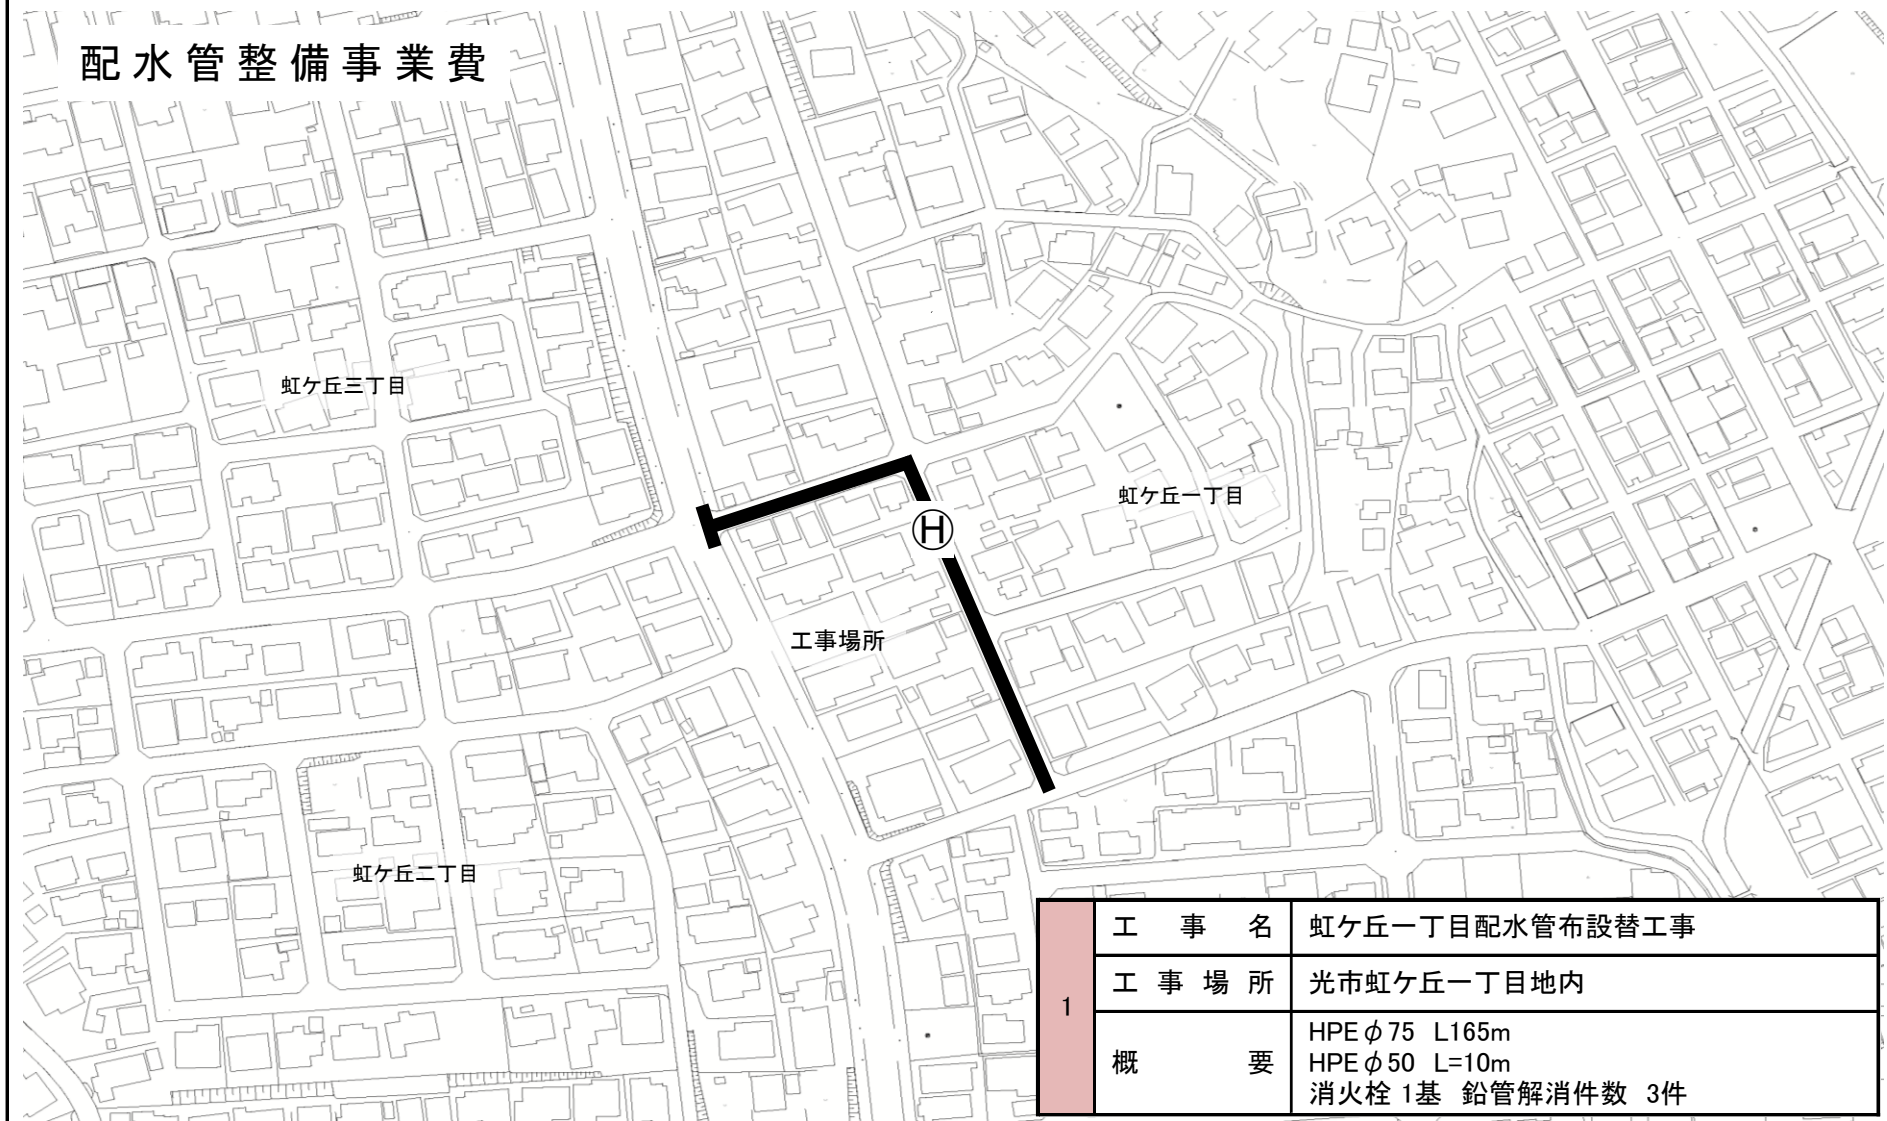 配水管整備事業費
虹ケ丘三丁目
虹ケ丘一丁目
Ⓗ
工事場所
虹ケ丘二丁目
1
工事名 虹ケ丘一丁目配水管布設替工事
工事場所 光市虹ケ丘一丁目地内
概要 HPEφ75 L165m
HPEφ50 L=10m
消火栓 1基 鉛管解消件数 3件